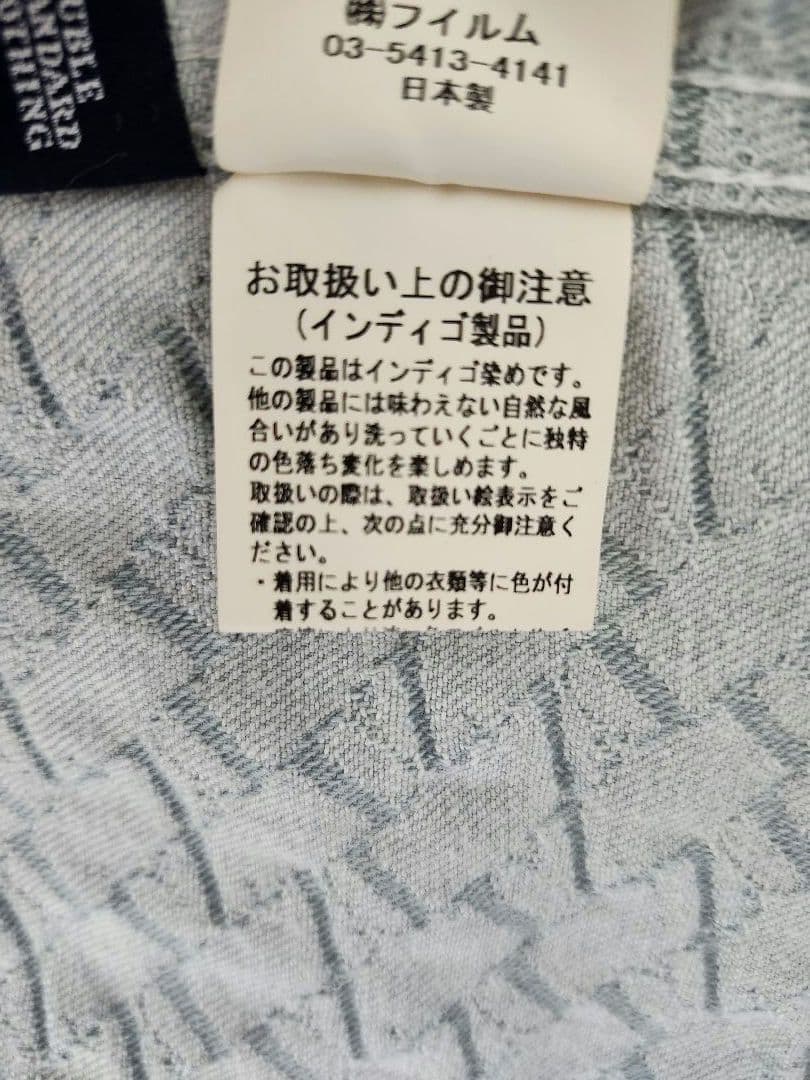 UBLE
ANDARD
OTHING
㈱フイルム
03-5413-4141
日本製
お取扱い上の御注意
(インディゴ製品)
この製品はインディゴ染めです。
他の製品には味わえない自然な風
合いがあり洗っていくごとに独特
の色落ち変化を楽しめます。
取扱いの際は、取扱い絵表示をご
確認の上、次の点に充分御注意く
ださい。
・着用により他の衣類等に色が付
着することがあります。